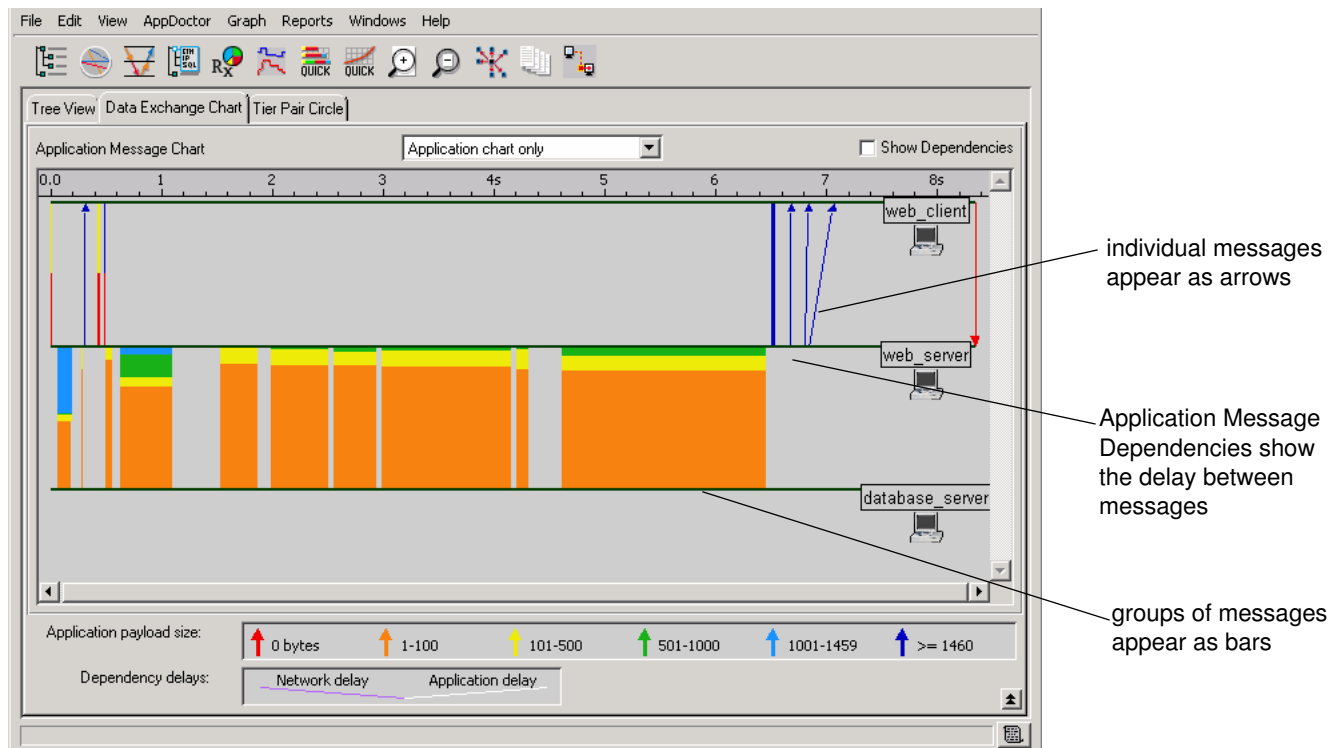 File Edit View AppDoctor Graph Reports Windows Help
ETH
IP
SQL
RX
QUICK
QUICK
Tree View Data Exchange Chart Tier Pair Circle
Application Message Chart
Application chart only
Show Dependencies
0.0 1 2 3 4s 5 6 7 8s
web_client
individual messages
appear as arrows
web_server
Application Message
Dependencies show
the delay between
messages
database_server
groups of messages
appear as bars
Application payload size:
0 bytes 1-100 101-500 501-1000 1001-1459 >= 1460
Dependency delays:
Network delay Application delay